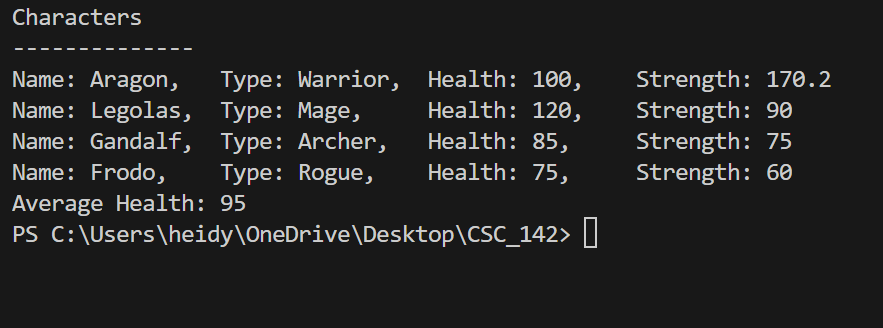 Characters
--------------
Name: Aragon,   Type: Warrior,  Health: 100,    Strength: 170.2
Name: Legolas,  Type: Mage,     Health: 120,    Strength: 90
Name: Gandalf,  Type: Archer,   Health: 85,     Strength: 75
Name: Frodo,    Type: Rogue,    Health: 75,     Strength: 60
Average Health: 95
PS C:\Users\heidy\OneDrive\Desktop\CSC_142>